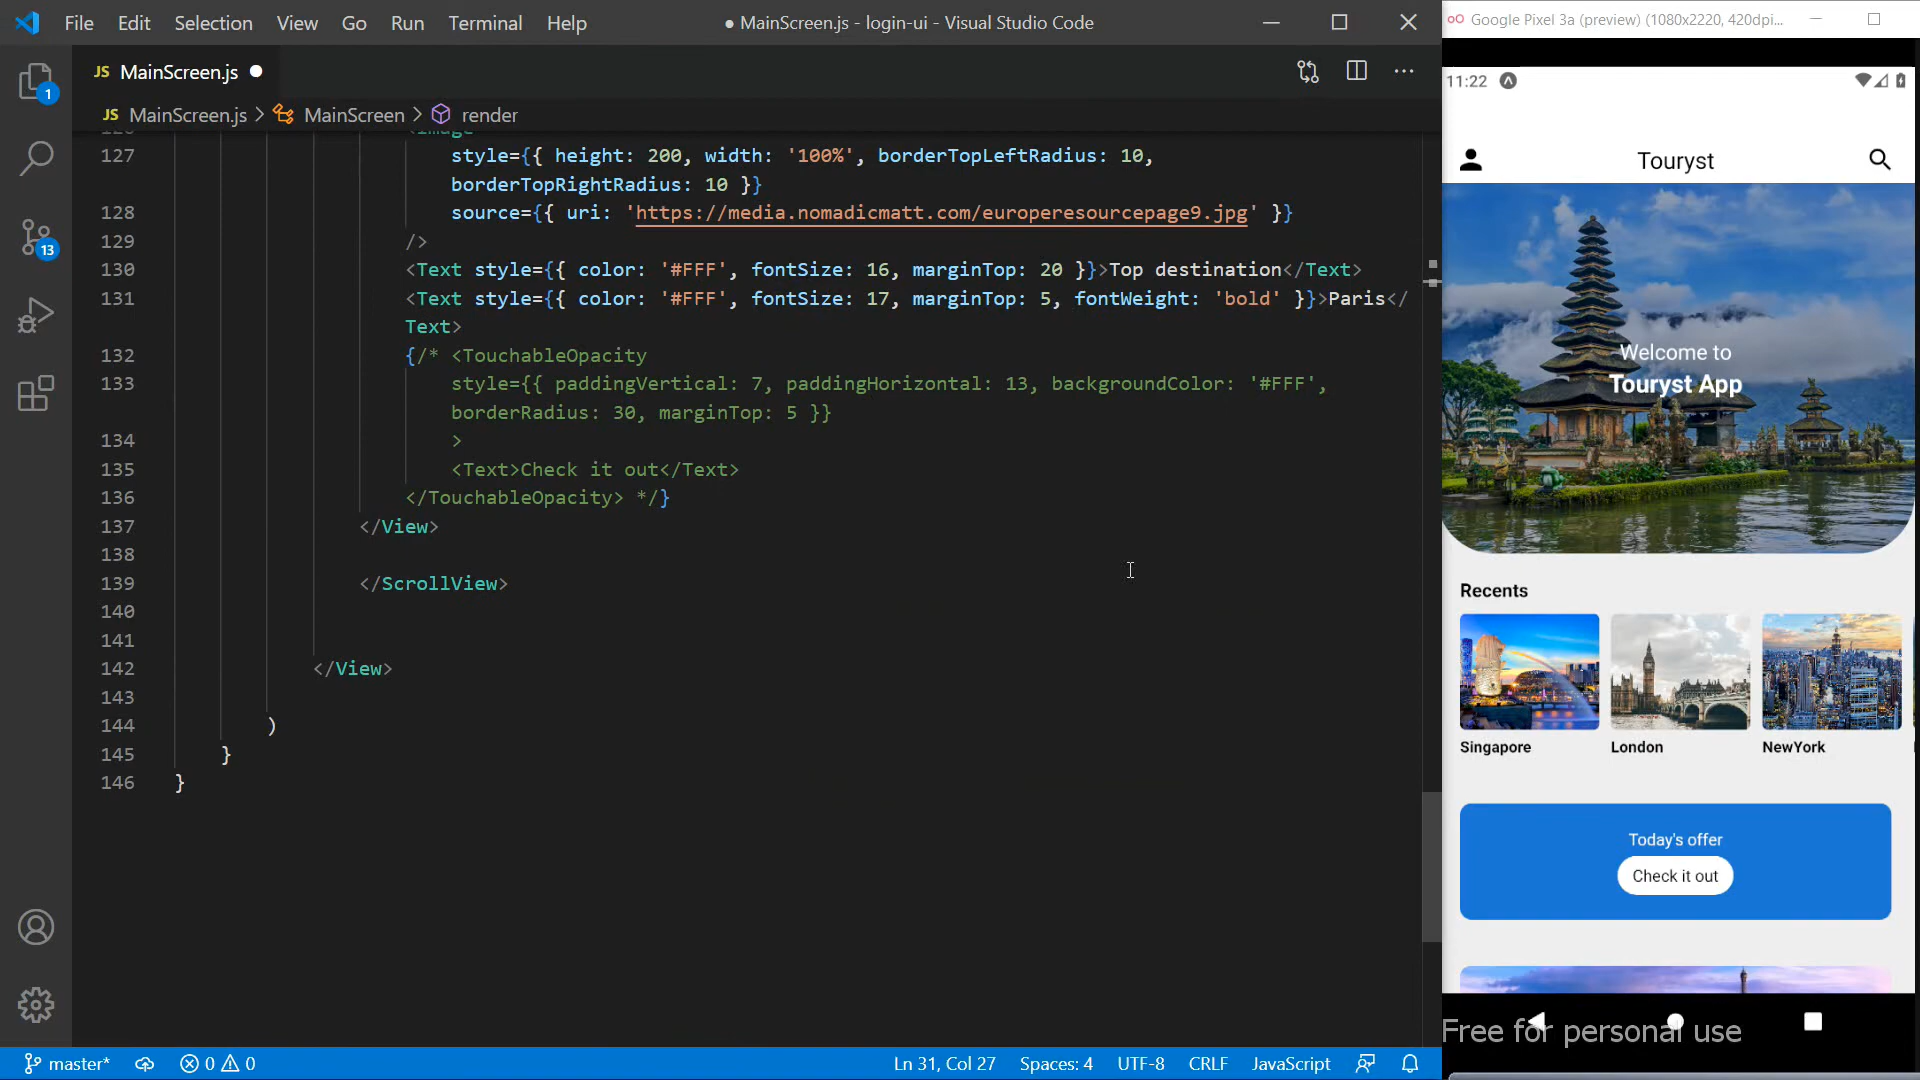 File Edit Selection View Go Run Terminal Help ● MainScreen.js - login-ui - Visual Studio Code
JS MainScreen.js ●
JS MainScreen.js > MainScreen > render
126 <Image
127 style={{ height: 200, width: '100%', borderTopLeftRadius: 10,
borderTopRightRadius: 10 }}
128 source={{ uri: 'https://media.nomadicmatt.com/europeresourcepage9.jpg' }}
129 />
130 <Text style={{ color: '#FFF', fontSize: 16, marginTop: 20 }}>Top destination</Text>
131 <Text style={{ color: '#FFF', fontSize: 17, marginTop: 5, fontWeight: 'bold' }}>Paris</
Text>
132 {/* <TouchableOpacity
133 style={{ paddingVertical: 7, paddingHorizontal: 13, backgroundColor: '#FFF',
borderRadius: 30, marginTop: 5 }}
134 >
135 <Text>Check it out</Text>
136 </TouchableOpacity> */}
137 </View>
138
139 </ScrollView>
140
141
142 </View>
143
144 )
145 }
146 }
1
13
master* 0 0 Ln 31, Col 27 Spaces: 4 UTF-8 CRLF JavaScript
Google Pixel 3a (preview) (1080x2220, 420dpi...
11:22
Touryst
Welcome to
Touryst App
Recents
Singapore London NewYork
Today's offer
Check it out
Free for personal use